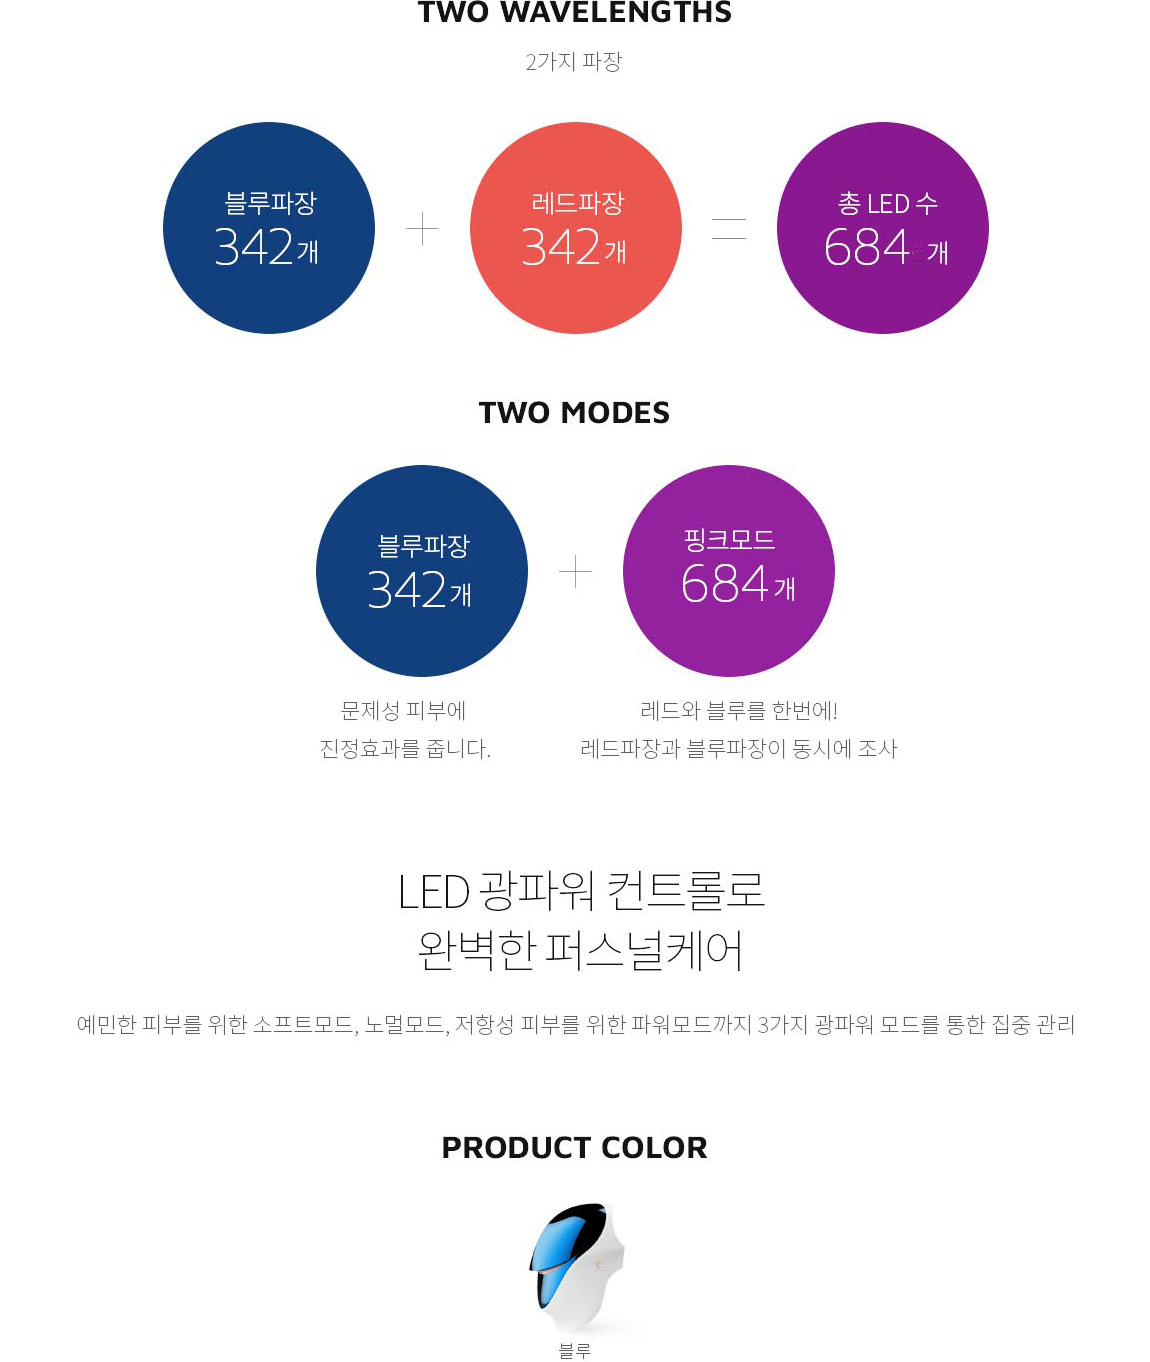 TWO WAVELENGTHS
2가지 파장
블루파장
342개
레드파장
342개
총 LED 수
684개
TWO MODES
블루파장
342개
핑크모드
684개
문제성 피부에
진정효과를 줍니다.
레드와 블루를 한번에!
레드파장과 블루파장이 동시에 조사
LED 광파워 컨트롤로
완벽한 퍼스널케어
예민한 피부를 위한 소프트모드, 노멀모드, 저항성 피부를 위한 파워모드까지 3가지 광파워 모드를 통한 집중 관리
PRODUCT COLOR
블루